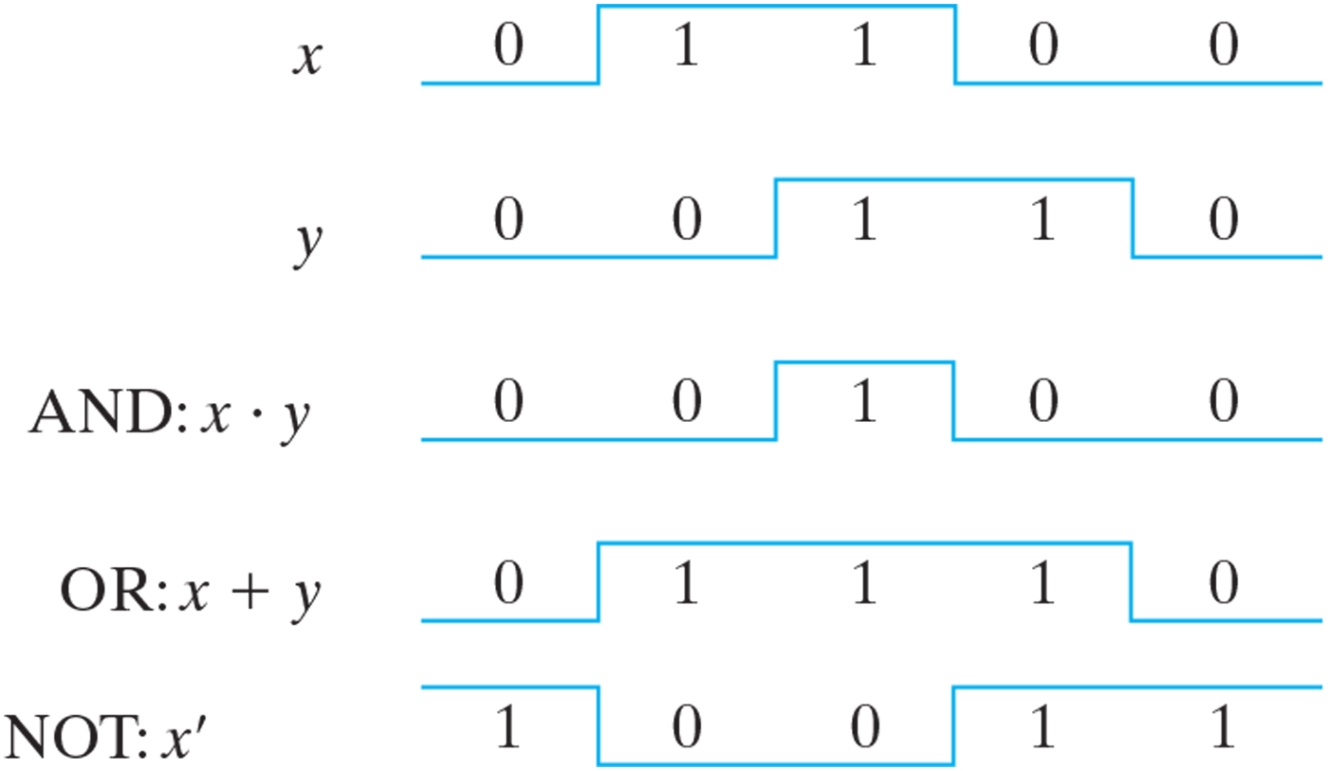 x 0 1 1 0 0
y 0 0 1 1 0
AND: x · y 0 0 1 0 0
OR: x + y 0 1 1 1 0
NOT: x′ 1 0 0 1 1